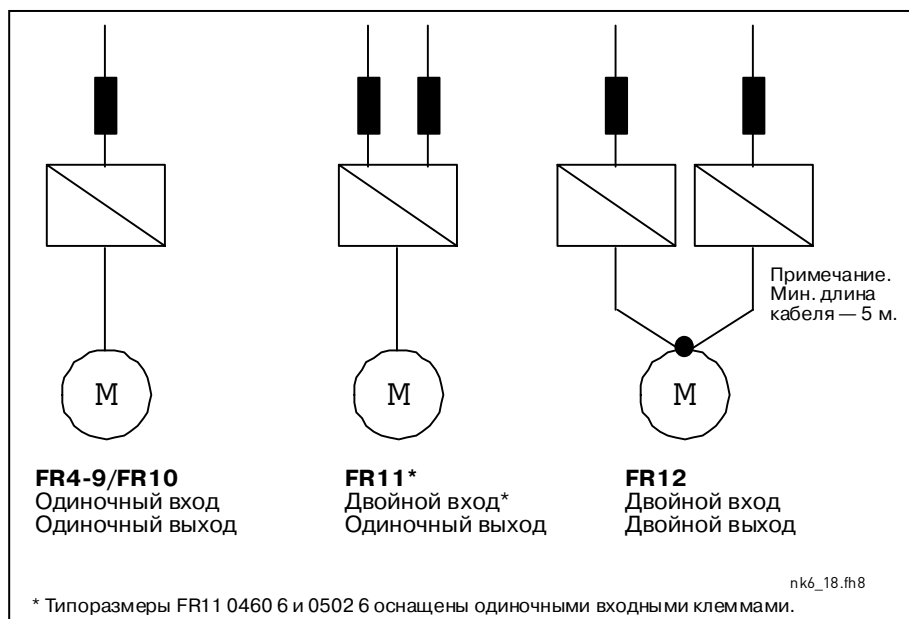 Примечание.
Мин. длина
кабеля — 5 м.
M
M
M
FR4-9/FR10
Одиночный вход
Одиночный выход
FR11*
Двойной вход*
Одиночный выход
FR12
Двойной вход
Двойной выход
nk6_18.fh8
* Типоразмеры FR11 0460 6 и 0502 6 оснащены одиночными входными клеммами.